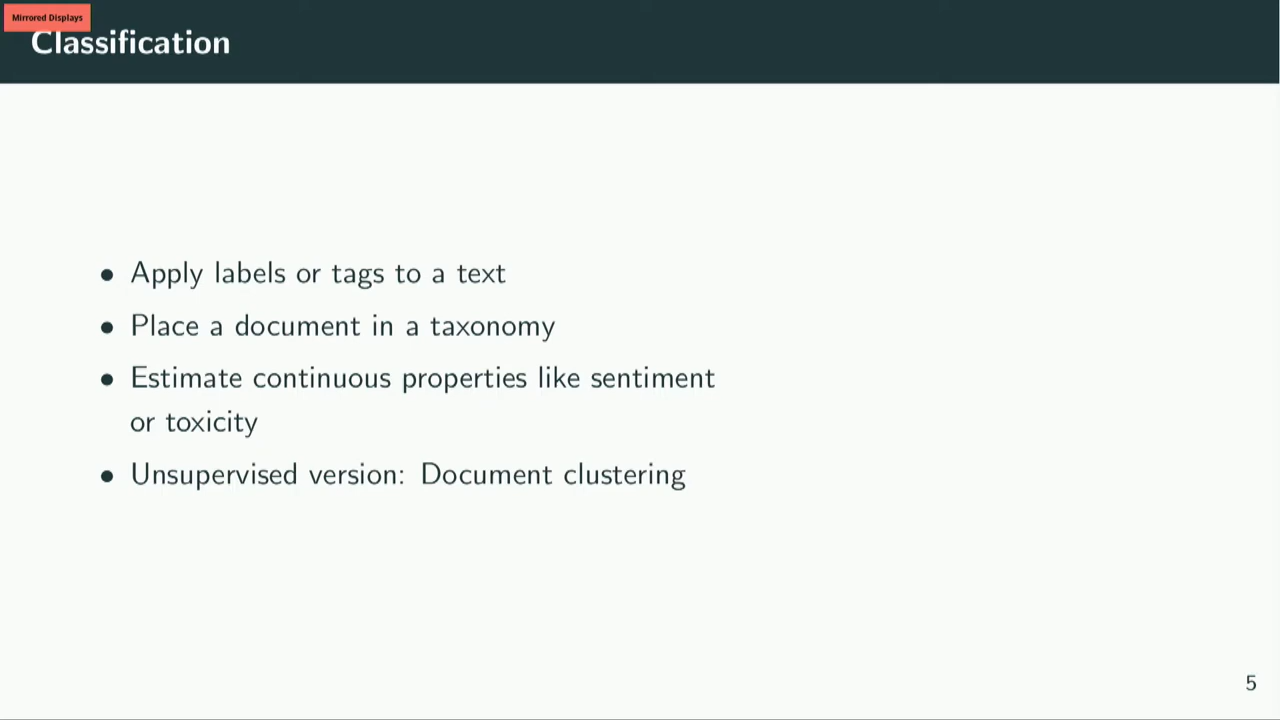 Mirrored Displays
Classification
• Apply labels or tags to a text
• Place a document in a taxonomy
• Estimate continuous properties like sentiment
or toxicity
• Unsupervised version: Document clustering
5